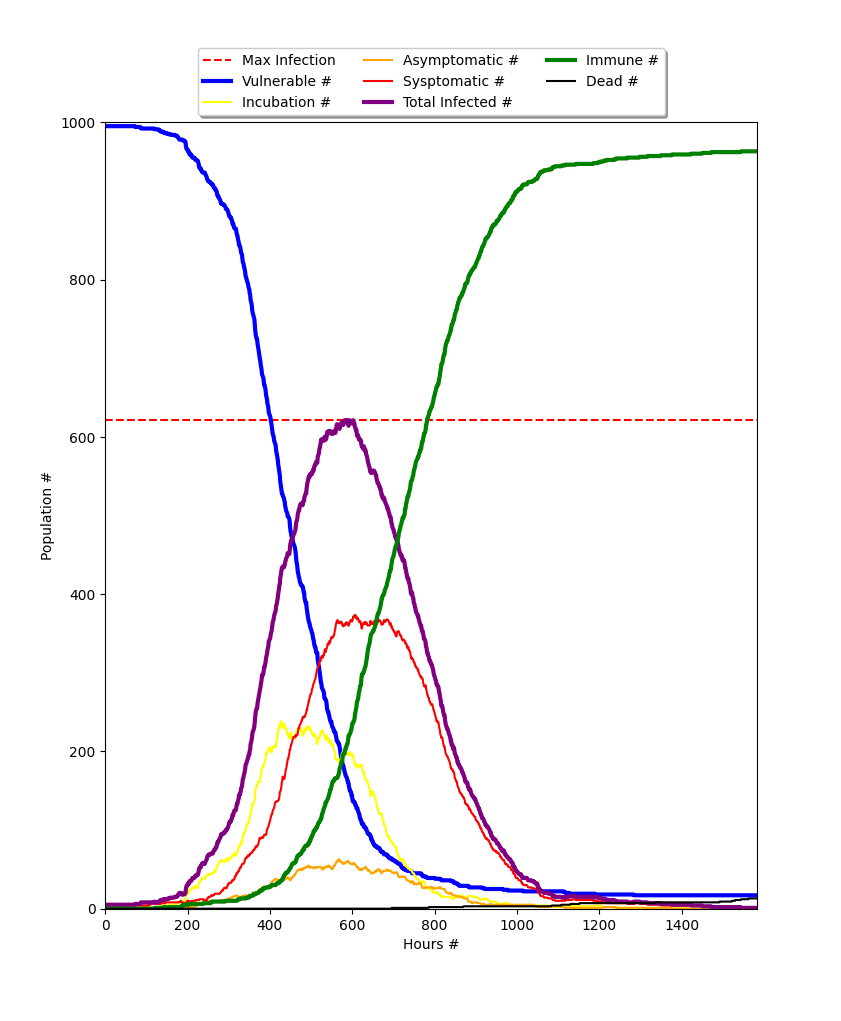 Max Infection Asymptomatic # Immune #
Vulnerable # Sysptomatic # Dead #
Incubation # Total Infected #
1000
800
600
400
200
0
Population #
0 200 400 600 800 1000 1200 1400
Hours #